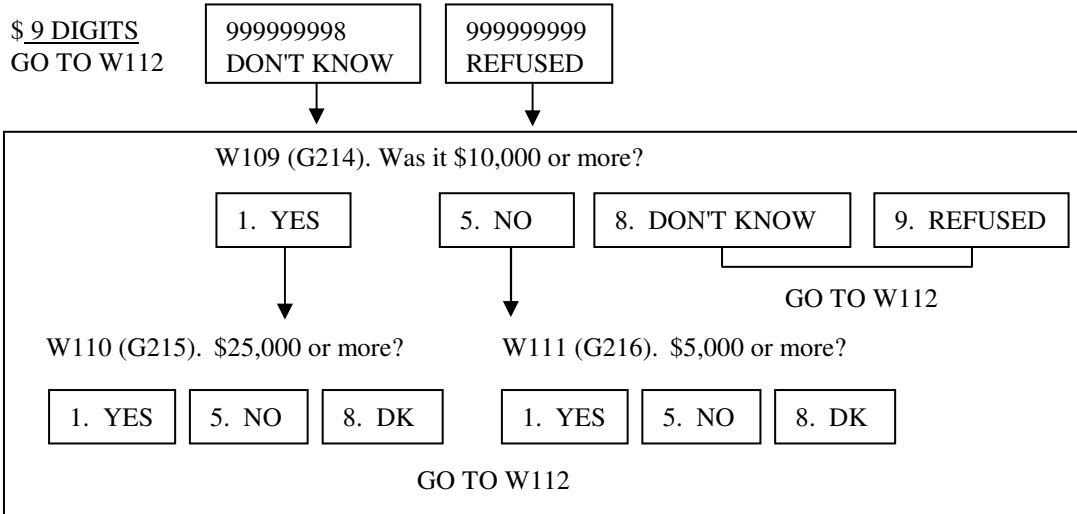 $ 9 DIGITS
GO TO W112
999999998
DON'T KNOW
999999999
REFUSED
W109 (G214). Was it $10,000 or more?
1. YES
5. NO
8. DON'T KNOW
9. REFUSED
GO TO W112
W110 (G215). $25,000 or more?
W111 (G216). $5,000 or more?
1. YES
5. NO
8. DK
1. YES
5. NO
8. DK
GO TO W112